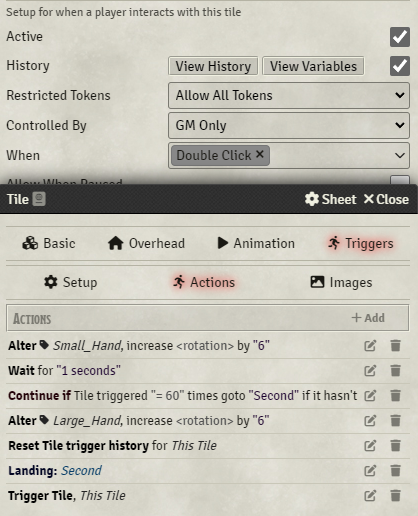 Setup for when a player interacts with this tile
Active
History View History View Variables
Restricted Tokens Allow All Tokens
Controlled By GM Only
When Double Click ×
Allow When Paused
Tile Sheet ×Close
Basic Overhead Animation Triggers
Setup Actions Images
ACTIONS + Add
Alter Small_Hand, increase <rotation> by "6"
Wait for "1 seconds"
Continue if Tile triggered "= 60" times goto "Second" if it hasn't
Alter Large_Hand, increase <rotation> by "6"
Reset Tile trigger history for This Tile
Landing: Second
Trigger Tile, This Tile